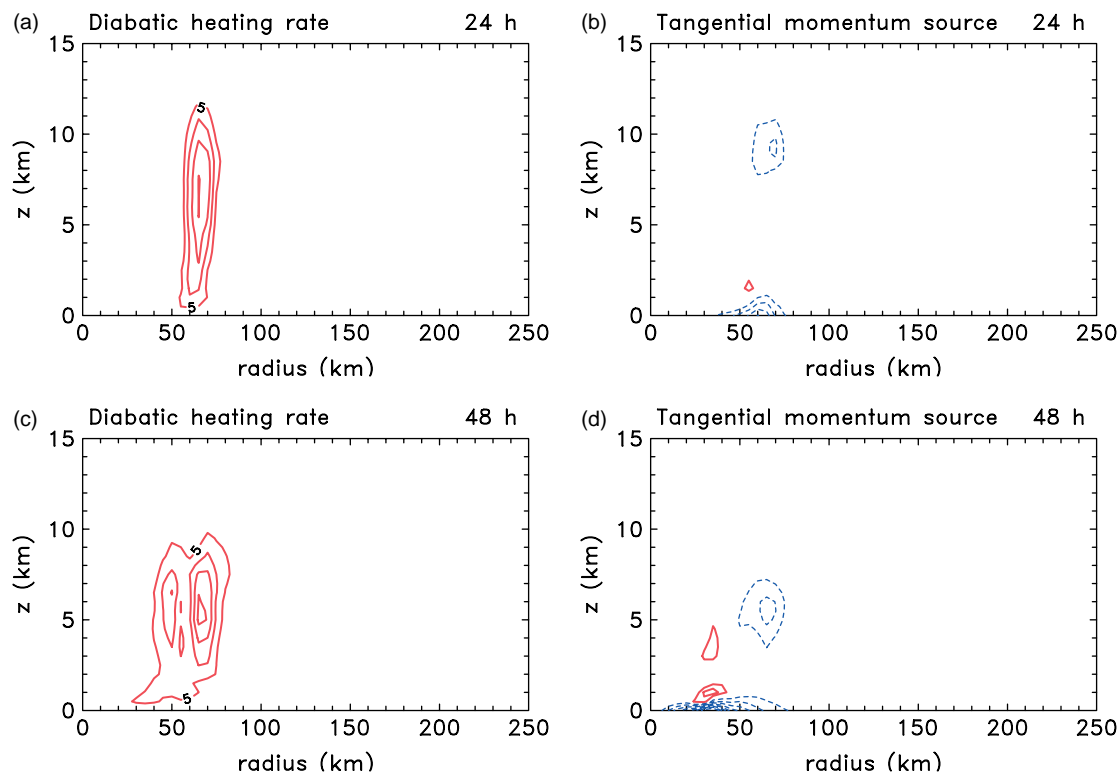 (a) Diabatic heating rate 24 h
15
10
5
0
z (km)
5
5
0 50 100 150 200 250
radius (km)
(b) Tangential momentum source 24 h
15
10
5
0
z (km)
0 50 100 150 200 250
radius (km)
(c) Diabatic heating rate 48 h
15
10
5
0
z (km)
5
5
0 50 100 150 200 250
radius (km)
(d) Tangential momentum source 48 h
15
10
5
0
z (km)
0 50 100 150 200 250
radius (km)